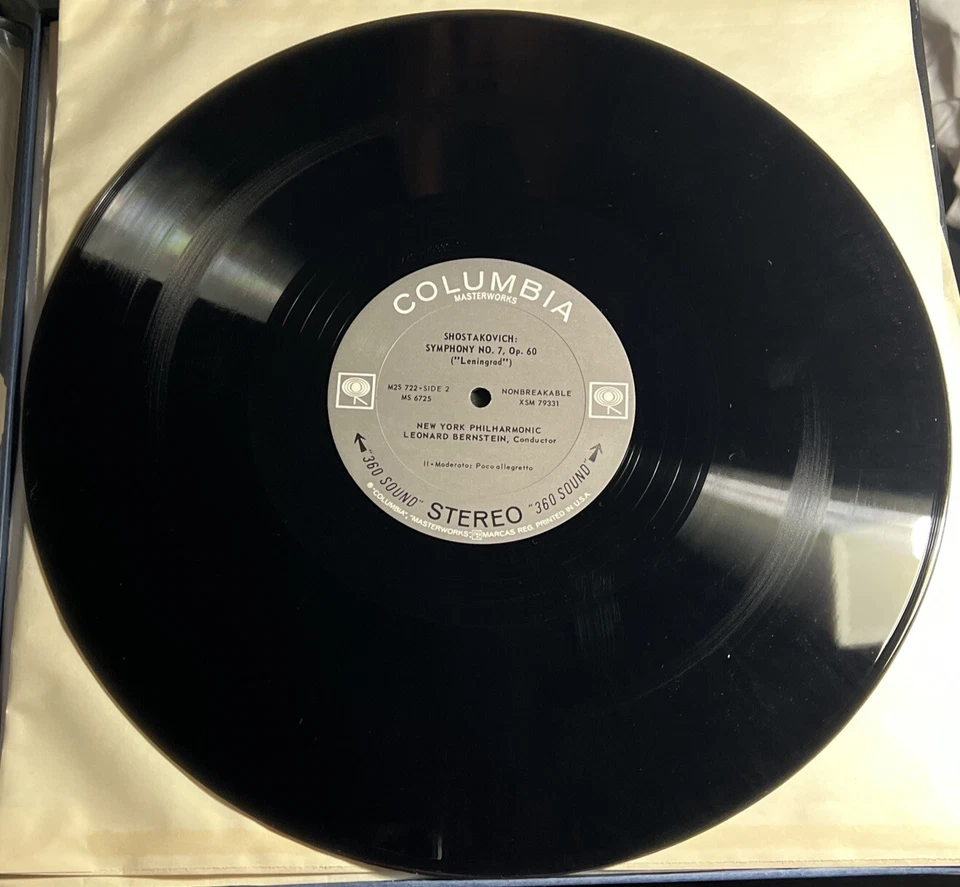 COLUMBIA
MASTERWORKS
SHOSTAKOVICH:
SYMPHONY NO. 7, Op. 60
("Leningrad")
M2S 722-SIDE 2
MS 6725
NONBREAKABLE
XSM 79331
NEW YORK PHILHARMONIC
LEONARD BERNSTEIN, Conductor
II-Moderato; Poco allegretto
"360 SOUND" STEREO "360 SOUND"
® "COLUMBIA", "MASTERWORKS", MARCAS REG. PRINTED IN U.S.A.